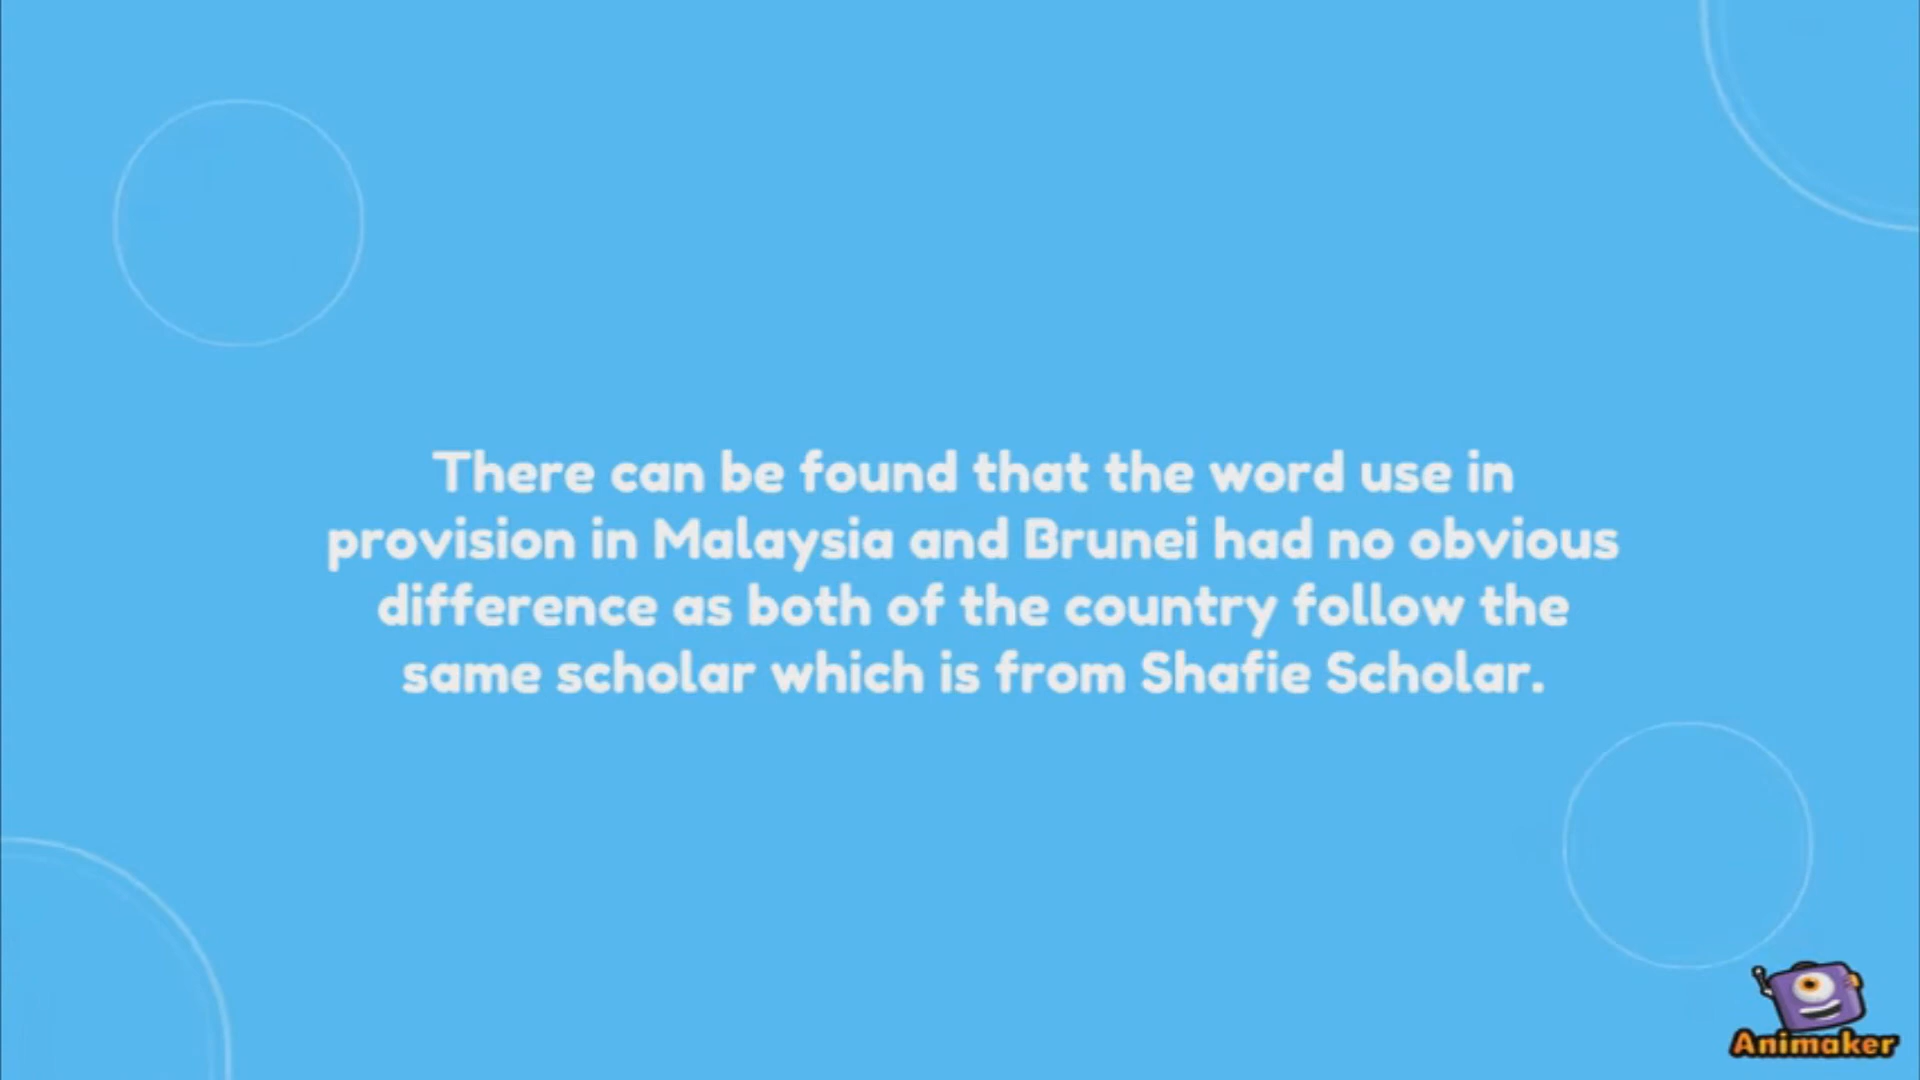 There can be found that the word use in
provision in Malaysia and Brunei had no obvious
difference as both of the country follow the
same scholar which is from Shafie Scholar.
Animaker